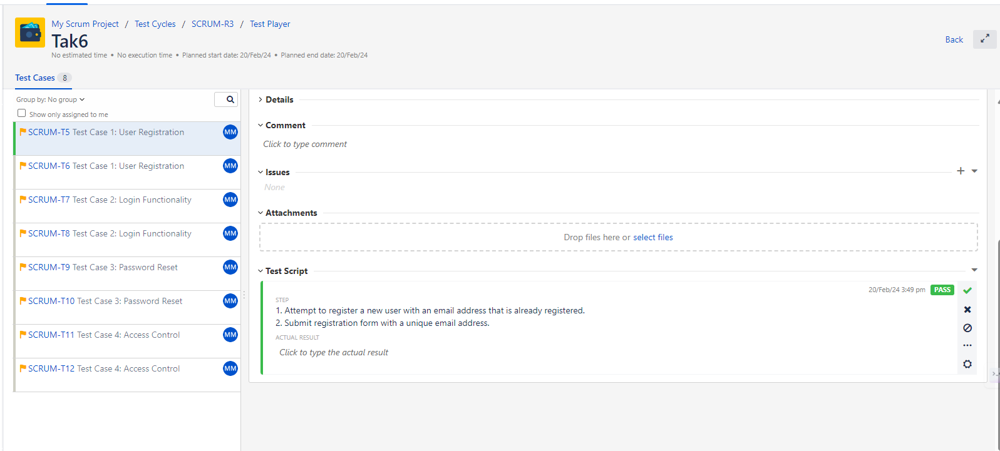 My Scrum Project / Test Cycles / SCRUM-R3 / Test Player
Tak6
No estimated time • No execution time • Planned start date: 20/Feb/24 • Planned end date: 20/Feb/24
Back
Test Cases 8
Group by: No group
Show only assigned to me
SCRUM-T5 Test Case 1: User Registration MM
SCRUM-T6 Test Case 1: User Registration MM
SCRUM-T7 Test Case 2: Login Functionality MM
SCRUM-T8 Test Case 2: Login Functionality MM
SCRUM-T9 Test Case 3: Password Reset MM
SCRUM-T10 Test Case 3: Password Reset MM
SCRUM-T11 Test Case 4: Access Control MM
SCRUM-T12 Test Case 4: Access Control MM
Details
Comment
Click to type comment
Issues
None
Attachments
Drop files here or select files
Test Script
20/Feb/24 3:49 pm PASS
STEP
1. Attempt to register a new user with an email address that is already registered.
2. Submit registration form with a unique email address.
ACTUAL RESULT
Click to type the actual result